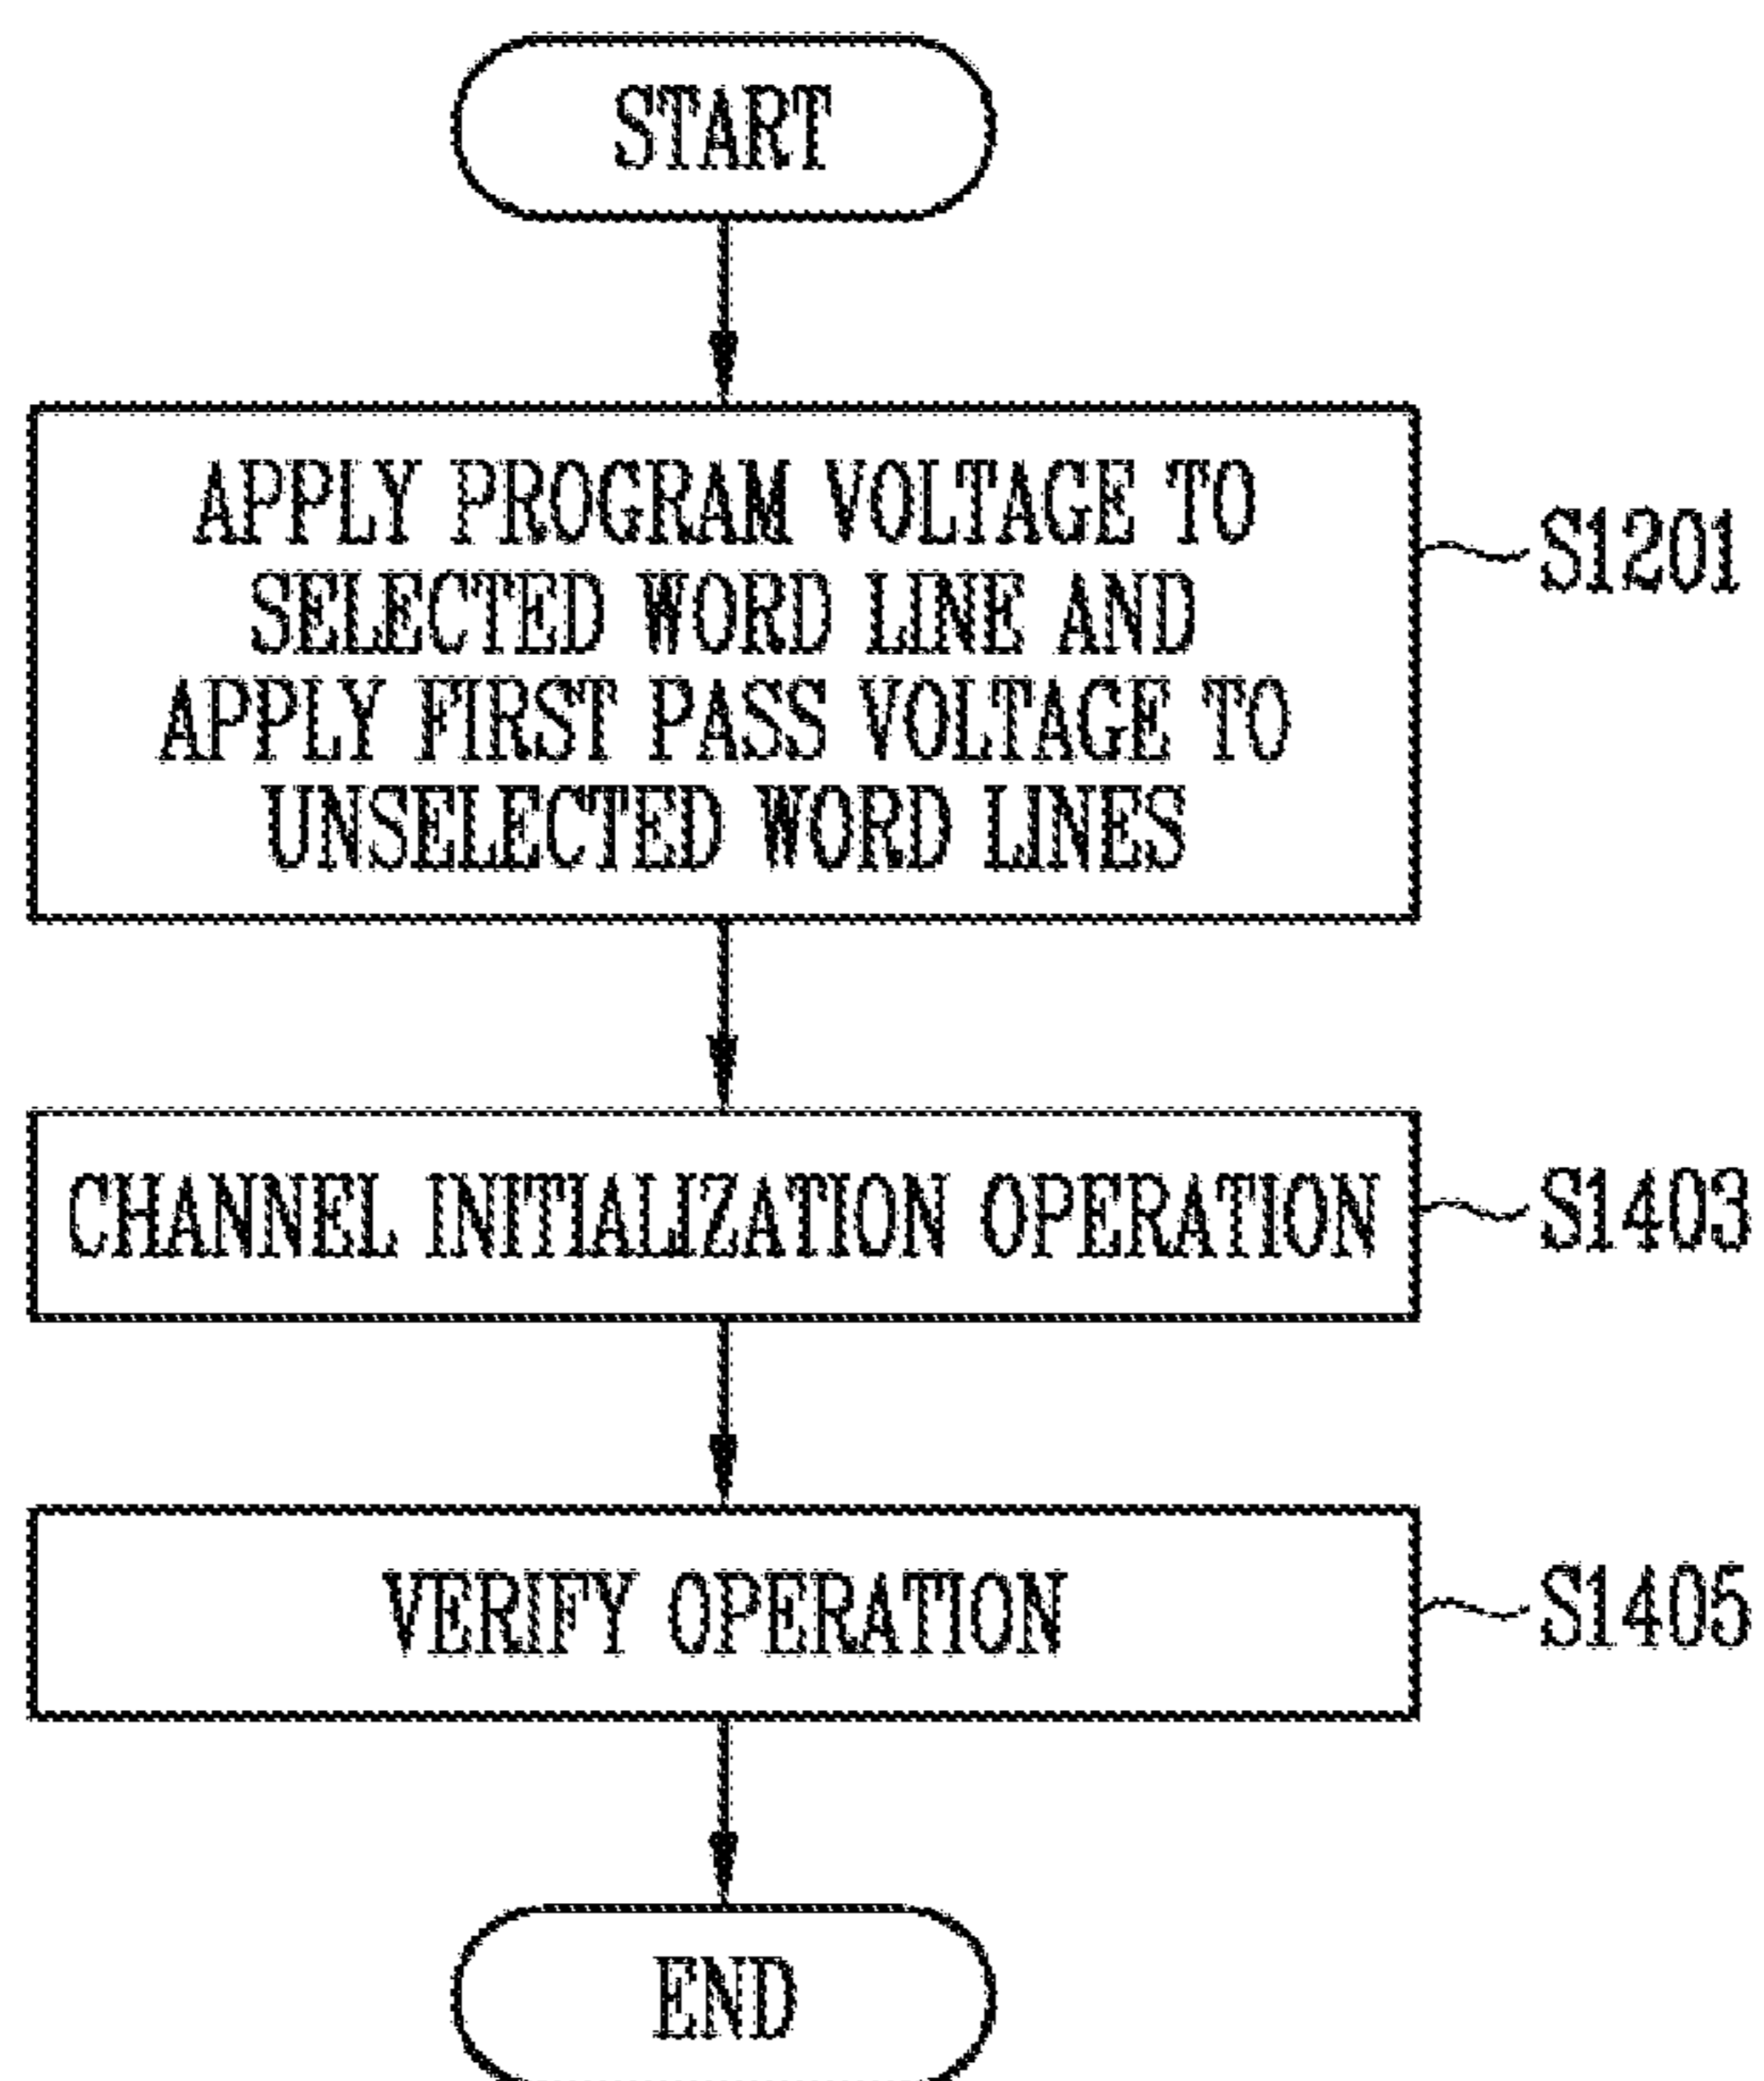 START
APPLY PROGRAM VOLTAGE TO
SELECTED WORD LINE AND
APPLY FIRST PASS VOLTAGE TO
UNSELECTED WORD LINES
S1201
CHANNEL INITIALIZATION OPERATION
S1403
VERIFY OPERATION
S1405
END